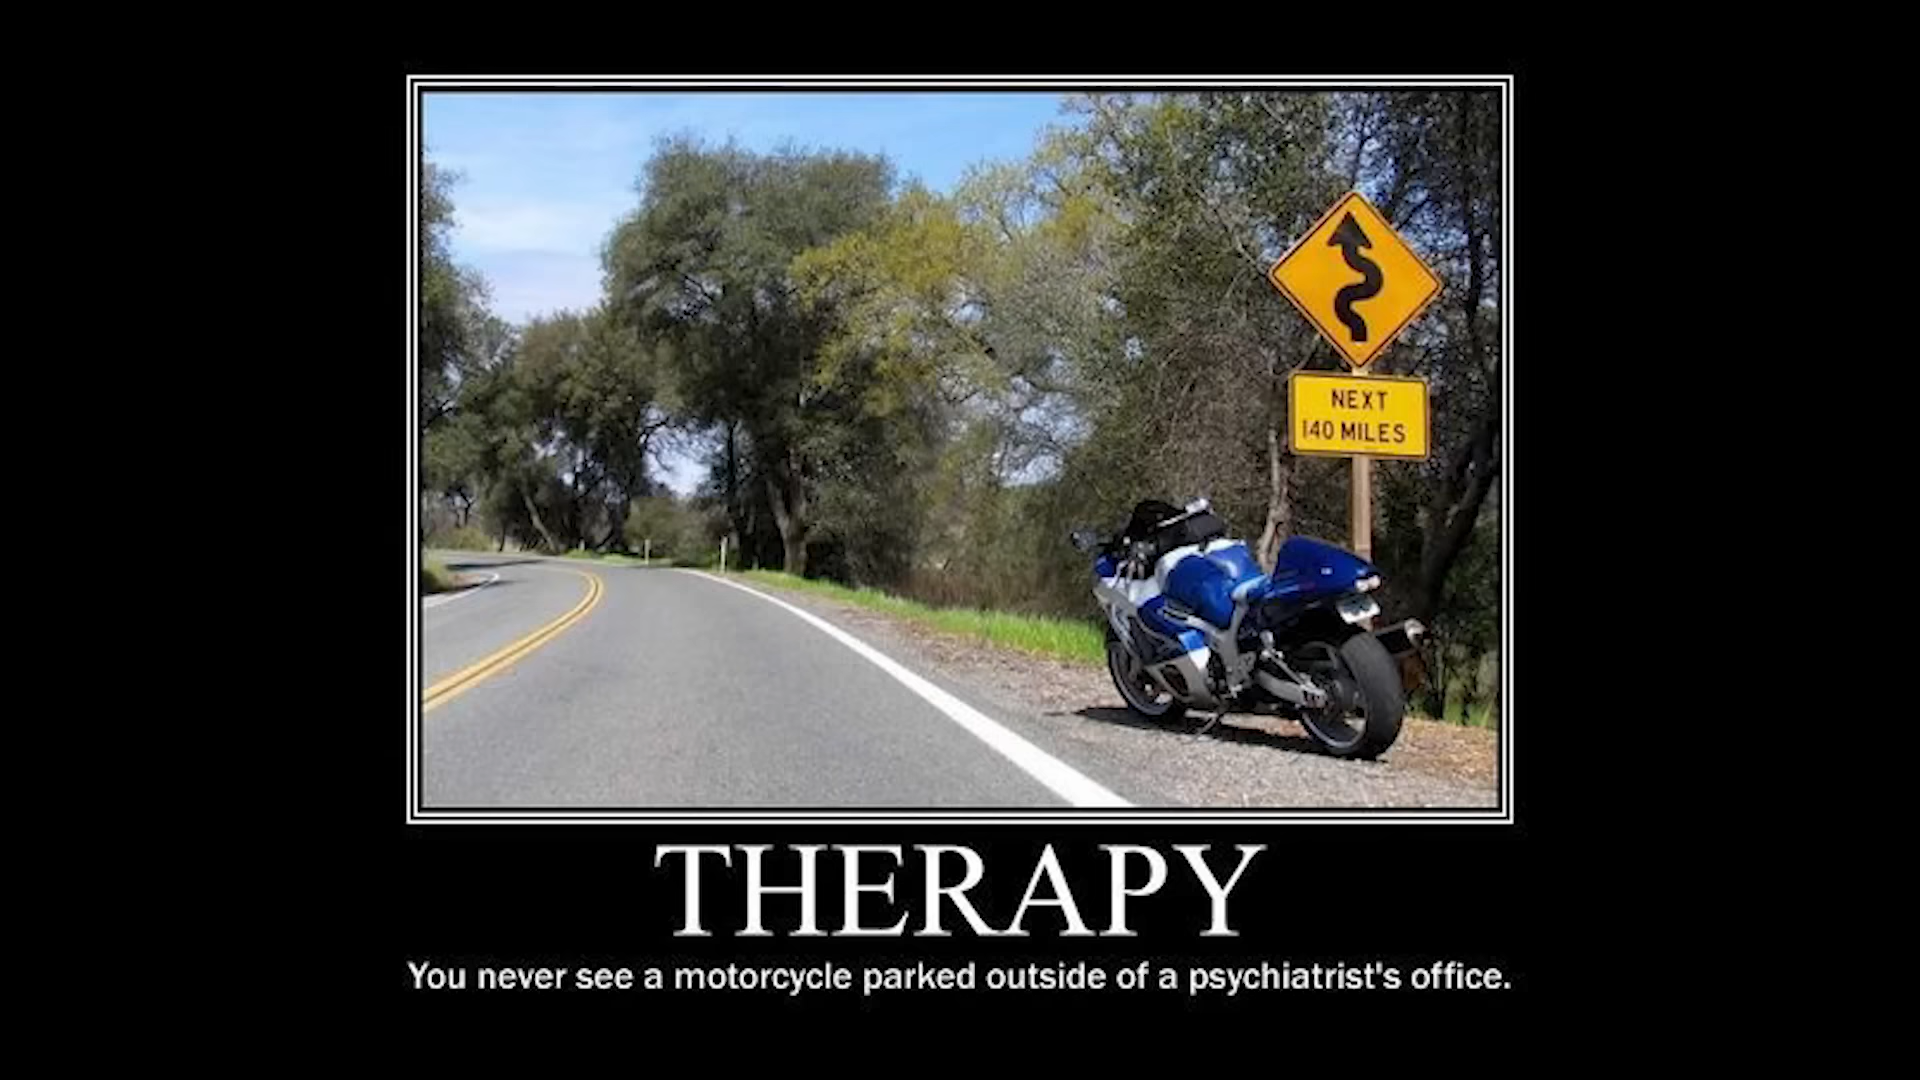 NEXT
140 MILES
THERAPY
You never see a motorcycle parked outside of a psychiatrist's office.